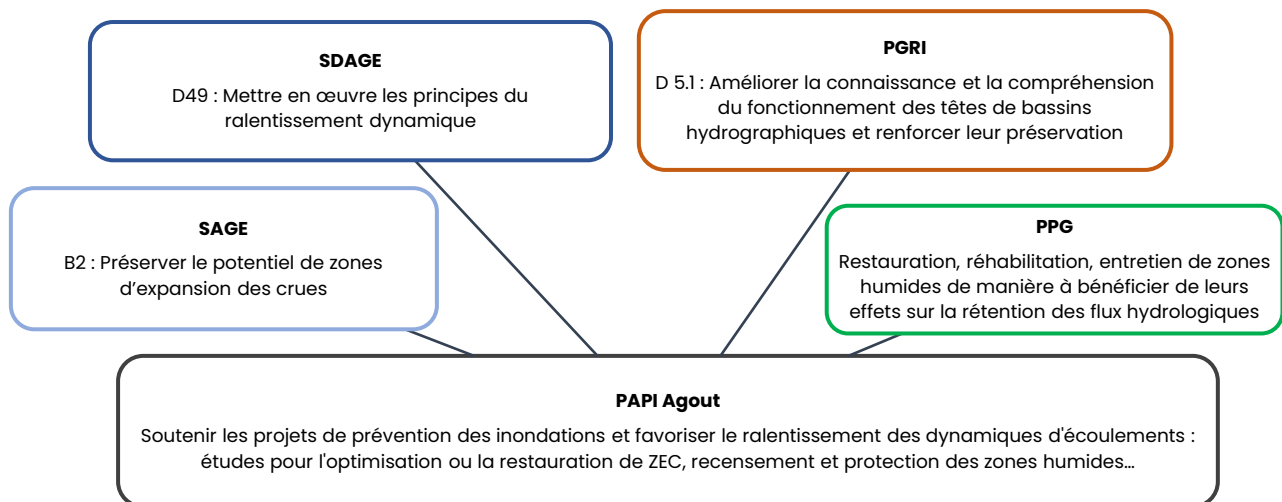 SDAGE
D49 : Mettre en œuvre les principes du
ralentissement dynamique
PGRI
D 5.1 : Améliorer la connaissance et la compréhension
du fonctionnement des têtes de bassins
hydrographiques et renforcer leur préservation
SAGE
B2 : Préserver le potentiel de zones
d’expansion des crues
PPG
Restauration, réhabilitation, entretien de zones
humides de manière à bénéficier de leurs
effets sur la rétention des flux hydrologiques
PAPI Agout
Soutenir les projets de prévention des inondations et favoriser le ralentissement des dynamiques d'écoulements :
études pour l'optimisation ou la restauration de ZEC, recensement et protection des zones humides…